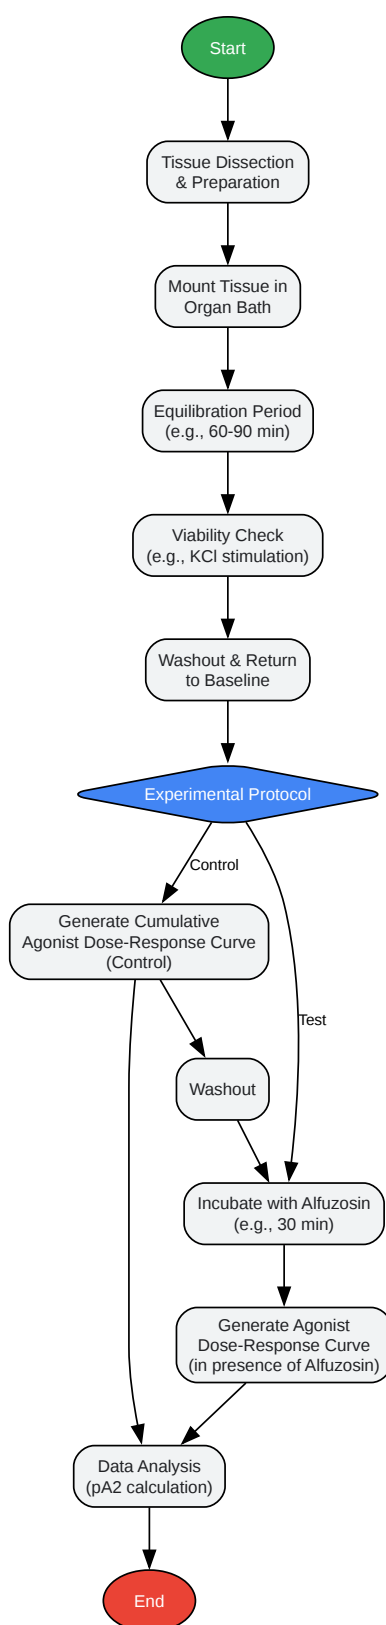 Start
Tissue Dissection
& Preparation
Mount Tissue in
Organ Bath
Equilibration Period
(e.g., 60-90 min)
Viability Check
(e.g., KCl stimulation)
Washout & Return
to Baseline
Experimental Protocol
Control
Generate Cumulative
Agonist Dose-Response Curve
(Control)
Test
Washout
Incubate with Alfuzosin
(e.g., 30 min)
Generate Agonist
Dose-Response Curve
(in presence of Alfuzosin)
Data Analysis
(pA2 calculation)
End